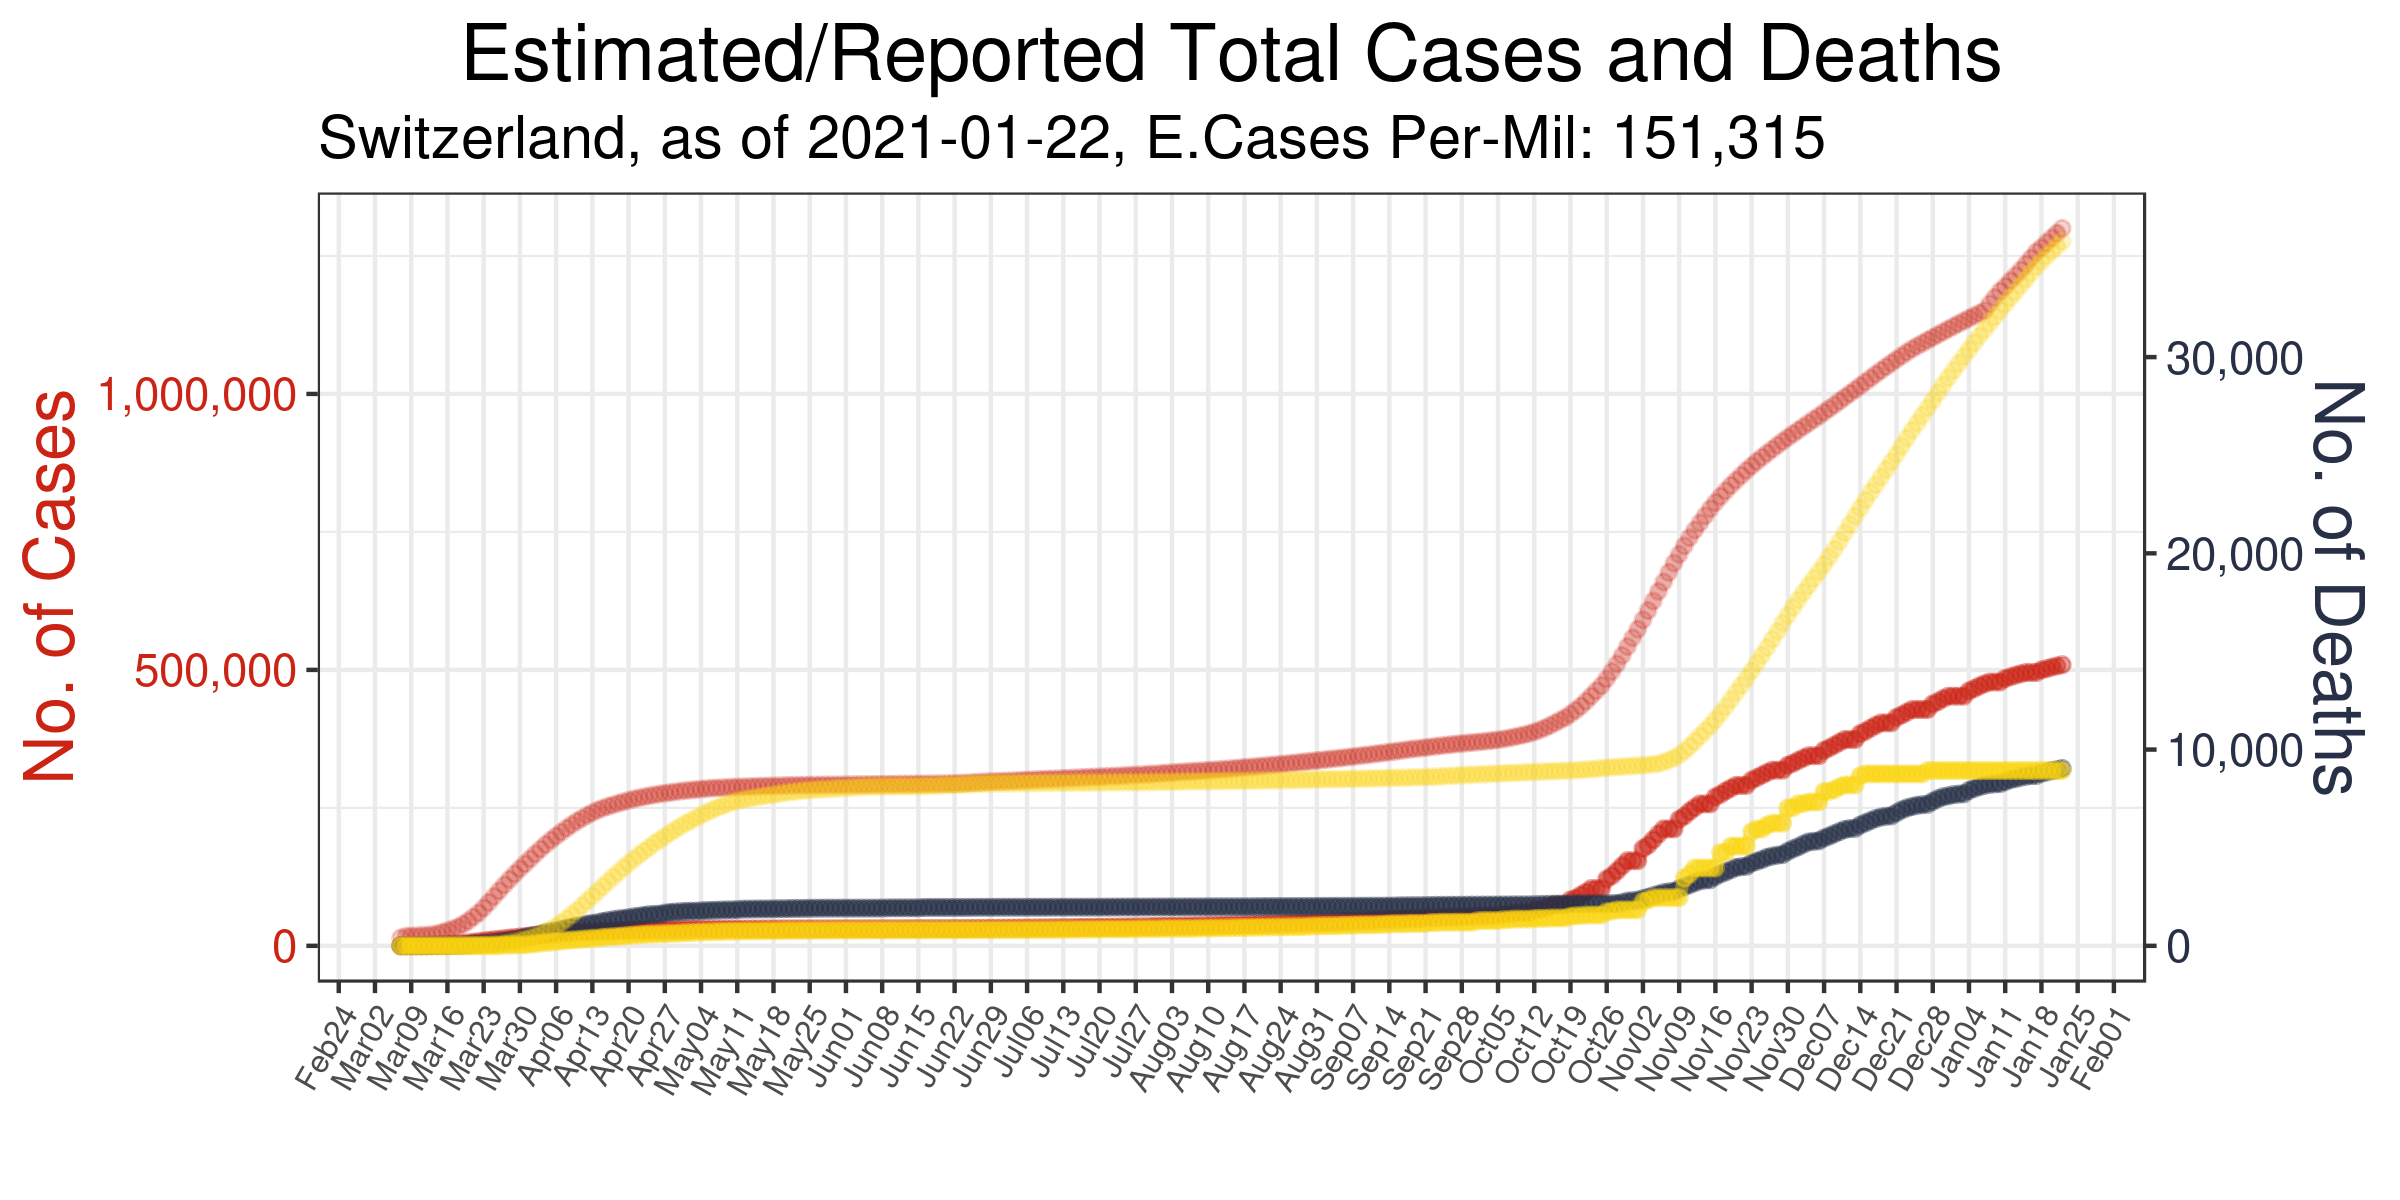 Estimated/Reported Total Cases and Deaths
Switzerland, as of 2021-01-22, E.Cases Per-Mil: 151,315
No. of Cases
1,000,000
500,000
0
30,000
20,000
10,000
0
No. of Deaths
Feb24
Mar02
Mar09
Mar16
Mar23
Mar30
Apr06
Apr13
Apr20
Apr27
May04
May11
May18
May25
Jun01
Jun08
Jun15
Jun22
Jun29
Jul06
Jul13
Jul20
Jul27
Aug03
Aug10
Aug17
Aug24
Aug31
Sep07
Sep14
Sep21
Sep28
Oct05
Oct12
Oct19
Oct26
Nov02
Nov09
Nov16
Nov23
Nov30
Dec07
Dec14
Dec21
Dec28
Jan04
Jan11
Jan18
Jan25
Feb01